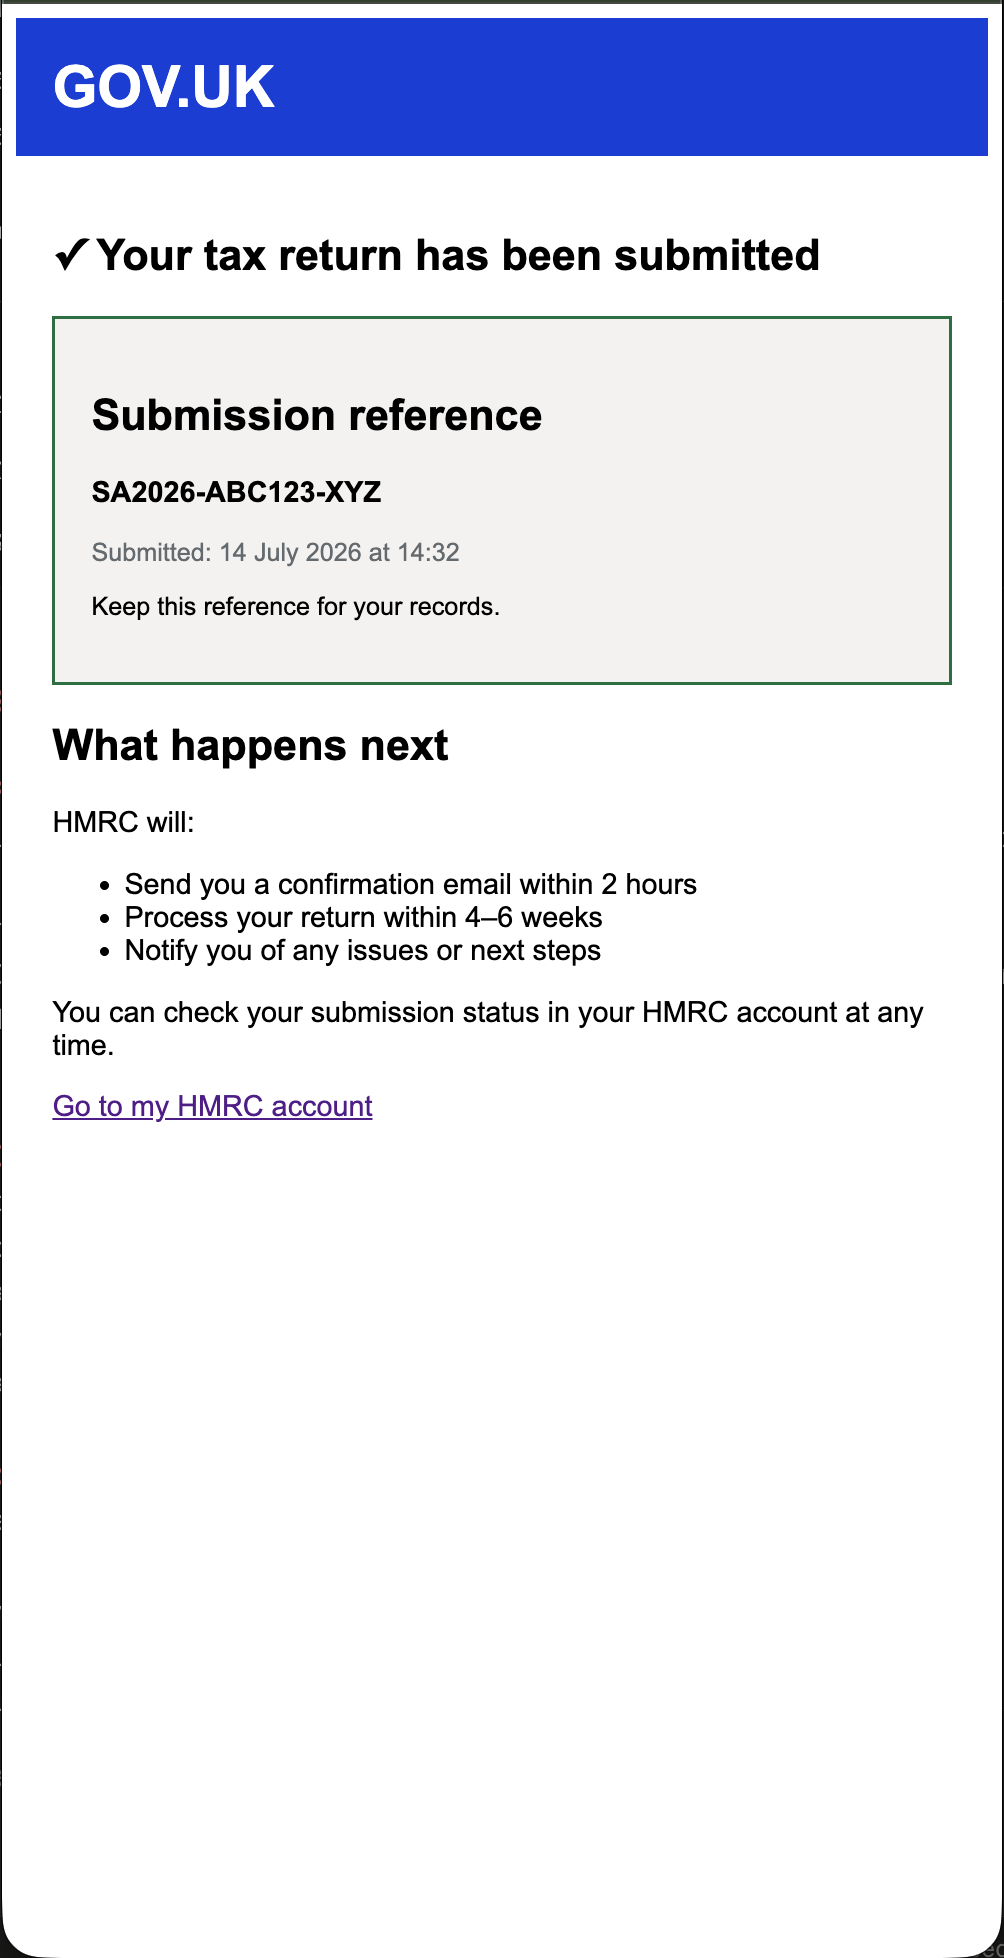 GOV.UK
✓ Your tax return has been submitted
Submission reference
SA2026-ABC123-XYZ
Submitted: 14 July 2026 at 14:32
Keep this reference for your records.
What happens next
HMRC will:
• Send you a confirmation email within 2 hours
• Process your return within 4–6 weeks
• Notify you of any issues or next steps
You can check your submission status in your HMRC account at any
time.
Go to my HMRC account